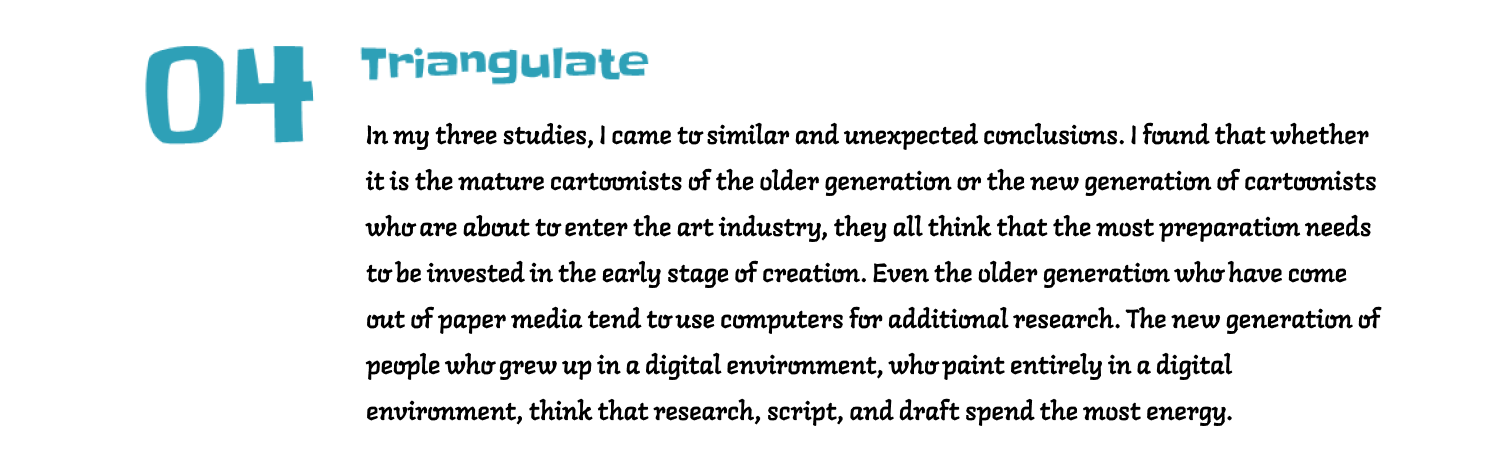 04 Triangulate
In my three studies, I came to similar and unexpected conclusions. I found that whether
it is the mature cartoonists of the older generation or the new generation of cartoonists
who are about to enter the art industry, they all think that the most preparation needs
to be invested in the early stage of creation. Even the older generation who have come
out of paper media tend to use computers for additional research. The new generation of
people who grew up in a digital environment, who paint entirely in a digital
environment, think that research, script, and draft spend the most energy.